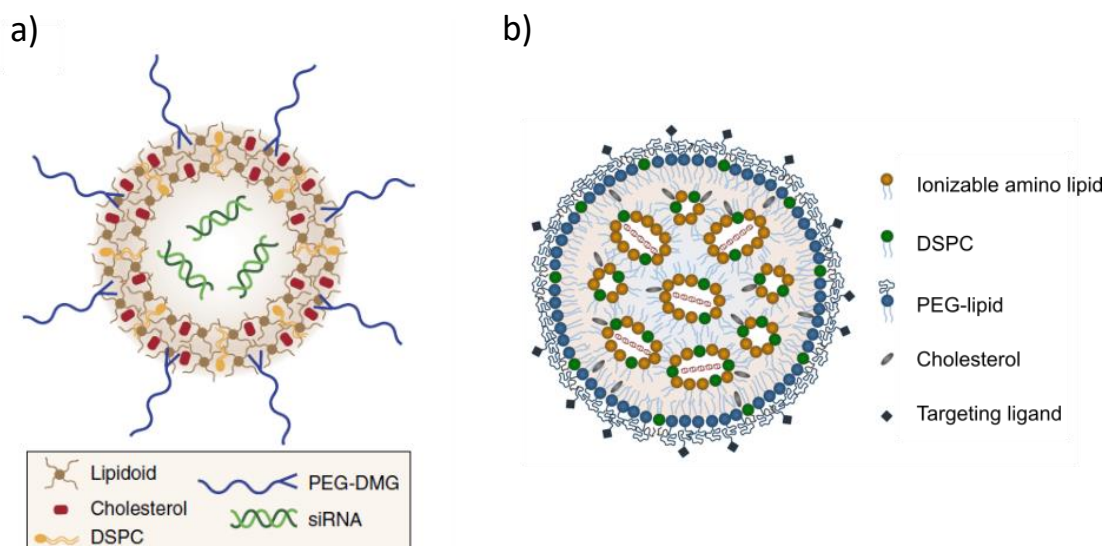 a)
b)
Lipidoid
Cholesterol
DSPC
PEG-DMG
siRNA
Ionizable amino lipid
DSPC
PEG-lipid
Cholesterol
Targeting ligand